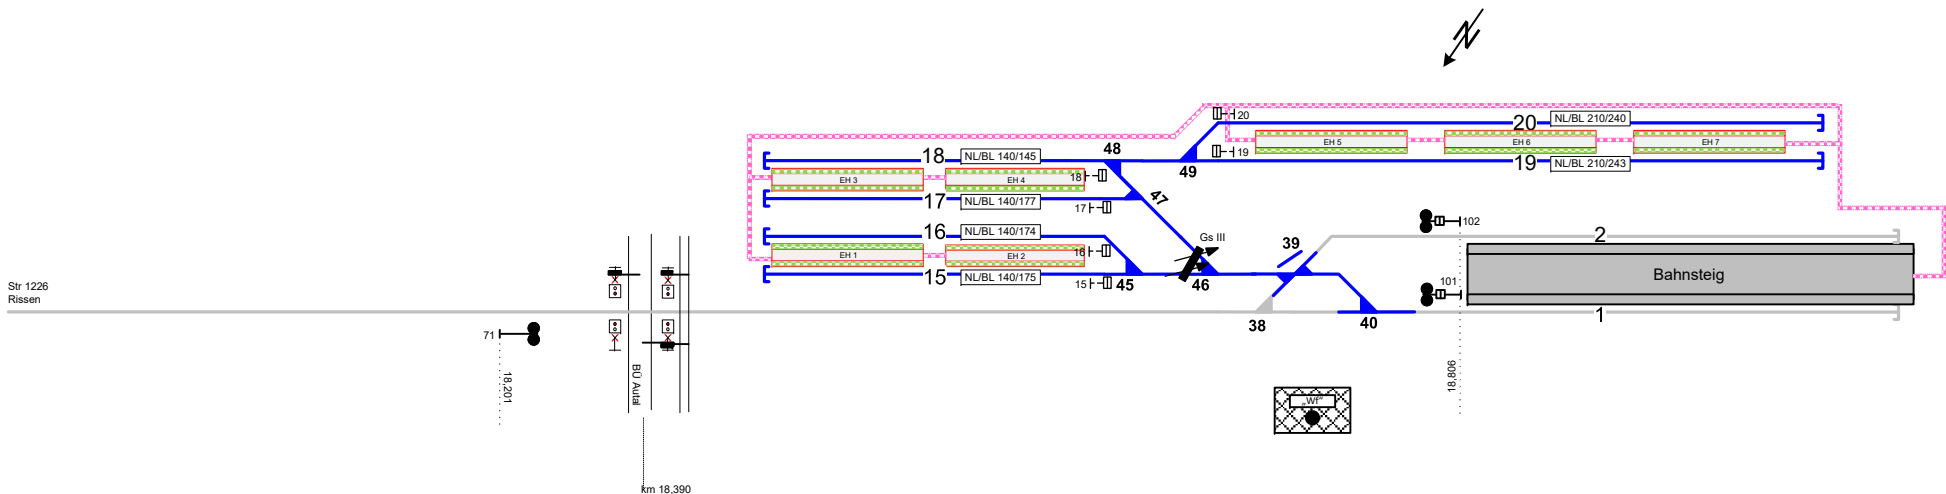 20
20
NL/BL 210/240
EH 5
EH 6
EH 7
19
19
NL/BL 210/243
48
49
47
18
NL/BL 140/145
EH 3
EH 4
18
17
NL/BL 140/177
17
16
NL/BL 140/174
EH 1
EH 2
16
15
NL/BL 140/175
15
45
46
Gs III
39
38
40
102
101
2
Bahnsteig
1
Str 1226
Rissen
71
18,201
BÜ Autal
km 18,390
18,806
„Wf“